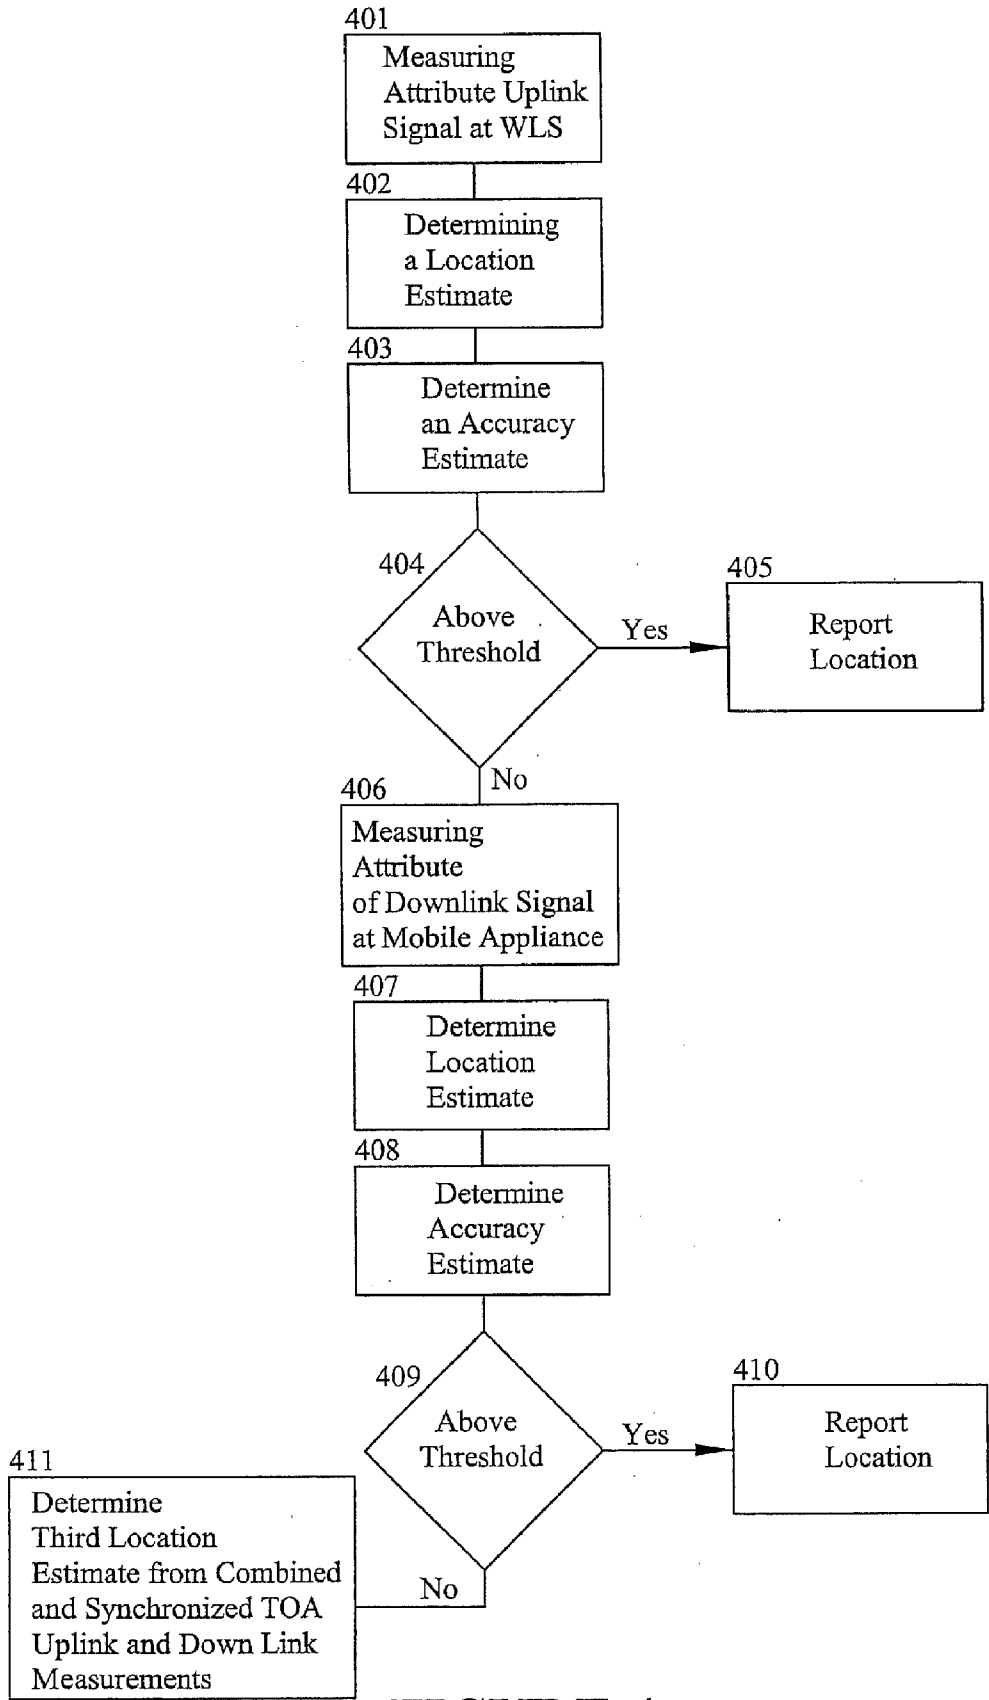 401
Measuring
Attribute Uplink
Signal at WLS
402
Determining
a Location
Estimate
403
Determine
an Accuracy
Estimate
404
Above
Threshold
Yes
405
Report
Location
No
406
Measuring
Attribute
of Downlink Signal
at Mobile Appliance
407
Determine
Location
Estimate
408
Determine
Accuracy
Estimate
409
Above
Threshold
Yes
410
Report
Location
No
411
Determine
Third Location
Estimate from Combined
and Synchronized TOA
Uplink and Down Link
Measurements